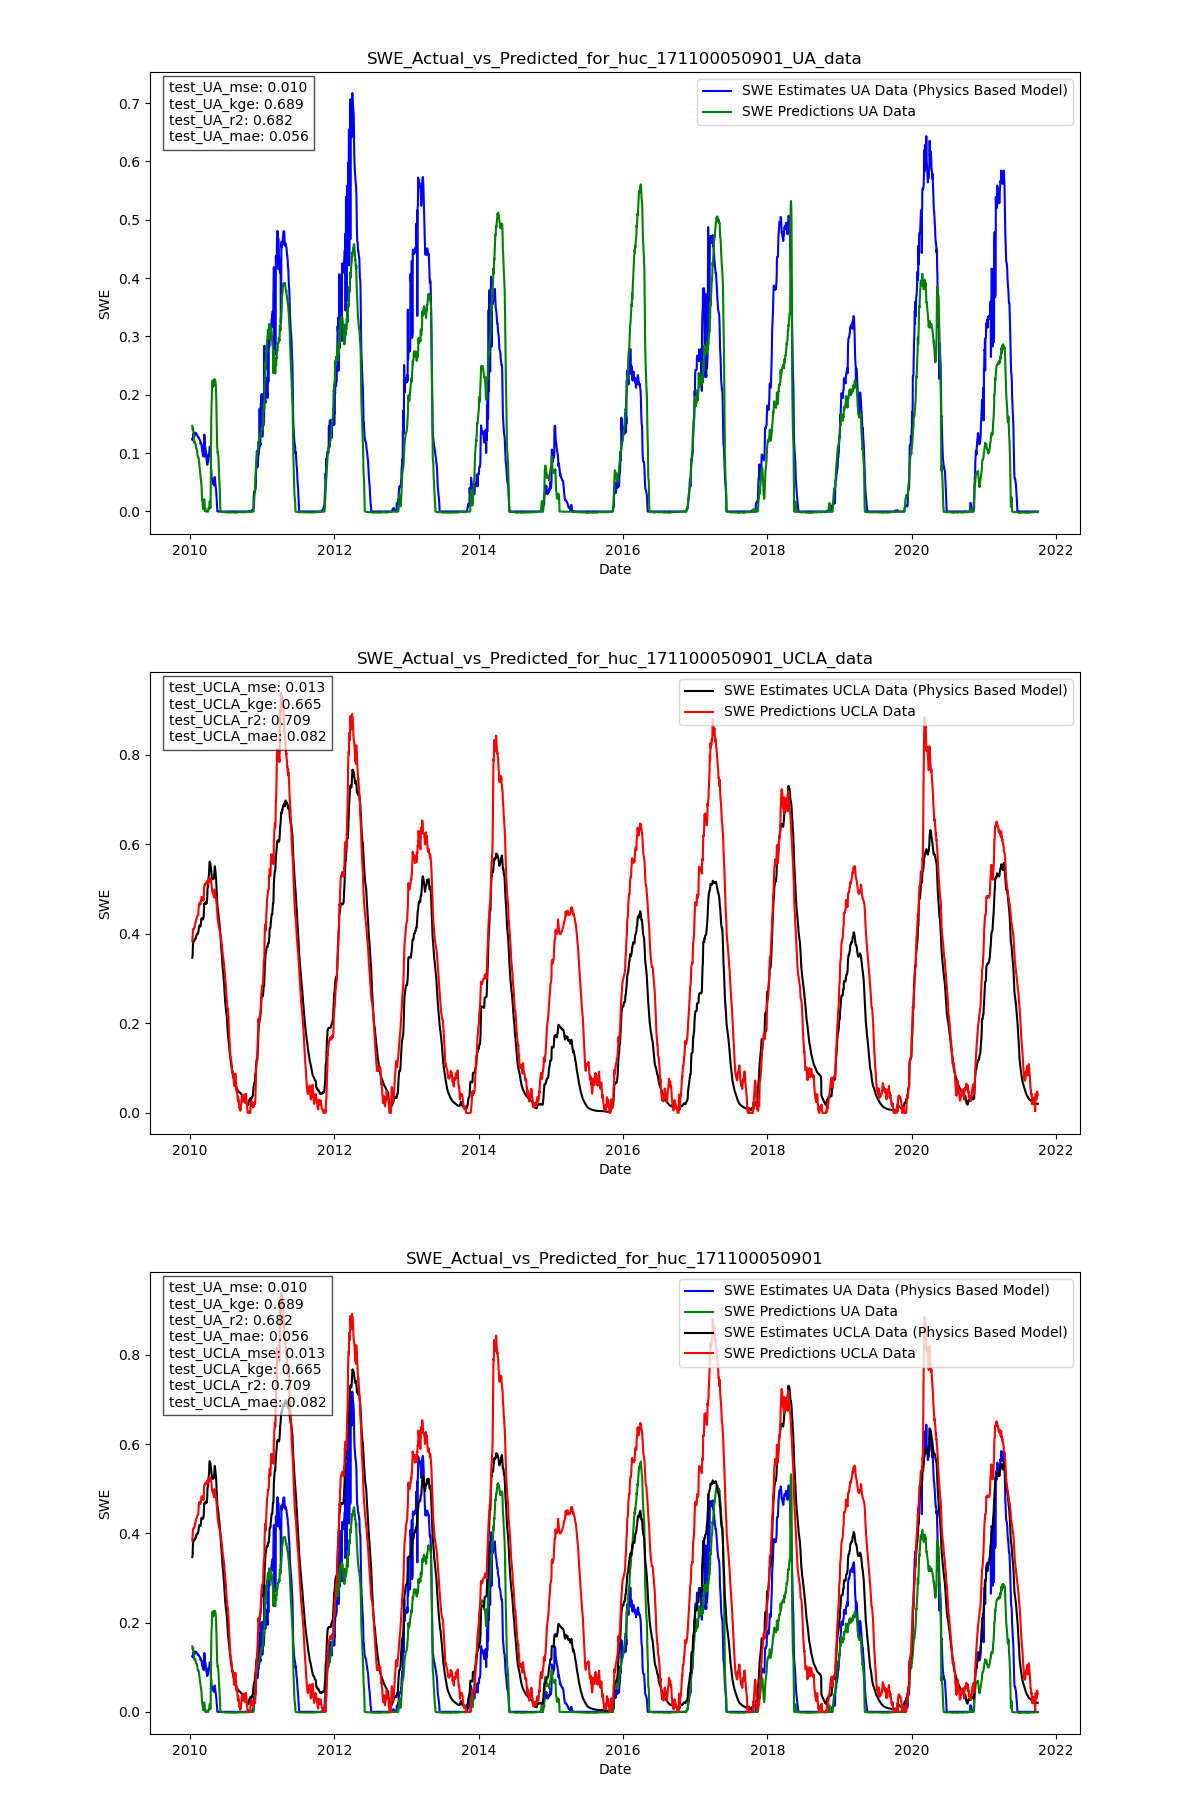 SWE_Actual_vs_Predicted_for_huc_171100050901_UA_data
test_UA_mse: 0.010
test_UA_kge: 0.689
test_UA_r2: 0.682
test_UA_mae: 0.056
SWE Estimates UA Data (Physics Based Model)
SWE Predictions UA Data
0.7
0.6
0.5
0.4
0.3
0.2
0.1
0.0
SWE
2010
2012
2014
2016
2018
2020
2022
Date
SWE_Actual_vs_Predicted_for_huc_171100050901_UCLA_data
test_UCLA_mse: 0.013
test_UCLA_kge: 0.665
test_UCLA_r2: 0.709
test_UCLA_mae: 0.082
SWE Estimates UCLA Data (Physics Based Model)
SWE Predictions UCLA Data
0.8
0.6
0.4
0.2
0.0
SWE
2010
2012
2014
2016
2018
2020
2022
Date
SWE_Actual_vs_Predicted_for_huc_171100050901
test_UA_mse: 0.010
test_UA_kge: 0.689
test_UA_r2: 0.682
test_UA_mae: 0.056
test_UCLA_mse: 0.013
test_UCLA_kge: 0.665
test_UCLA_r2: 0.709
test_UCLA_mae: 0.082
SWE Estimates UA Data (Physics Based Model)
SWE Predictions UA Data
SWE Estimates UCLA Data (Physics Based Model)
SWE Predictions UCLA Data
0.8
0.6
0.4
0.2
0.0
SWE
2010
2012
2014
2016
2018
2020
2022
Date